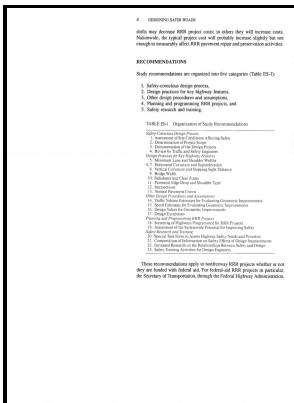 4 DESIGNING SAFER ROADS
shifts may decrease RRR project costs; in others they will increase costs.
Nationwide, the typical project cost will probably increase slightly but not
enough to measurably affect RRR pavement repair and preservation activities.
RECOMMENDATIONS
Study recommendations are organized into five categories (Table ES-1):
1. Safety-conscious design process,
2. Design practices for key highway features,
3. Other design procedures and assumptions,
4. Planning and programming RRR projects, and
5. Safety research and training.
TABLE ES-1 Organization of Study Recommendations
Safety-Conscious Design Process
1. Assessment of Site Conditions Affecting Safety
2. Determination of Project Scope
3. Documentation of the Design Process
4. Review by Traffic and Safety Engineers
Design Practices for Key Highway Features
5. Minimum Lane and Shoulder Widths
6, 7. Horizontal Curvature and Superelevation
8. Vertical Curvature and Stopping Sight Distance
9. Bridge Width
10. Sideslopes and Clear Zones
11. Pavement Edge Drop and Shoulder Type
12. Intersections
13. Normal Pavement Crown
Other Design Procedures and Assumptions
14. Traffic Volume Estimates for Evaluating Geometric Improvements
15. Speed Estimates for Evaluating Geometric Improvements
16. Design Values for Geometric Improvements
17. Design Exceptions
Planning and Programming RRR Projects
18. Screening of Highways Programmed for RRR Projects
19. Assessment of the Systemwide Potential for Improving Safety
Safety Research and Training
20. Special Task Force to Assess Highway Safety Needs and Priorities
21. Compendium of Information on Safety Effects of Design Improvements
22. Increased Research on the Relationships Between Safety and Design
23. Safety Training Activities for Design Engineers
These recommendations apply to nonfreeway RRR projects whether or not
they are funded with federal aid. For federal-aid RRR projects in particular,
the Secretary of Transportation, through the Federal Highway Administration,